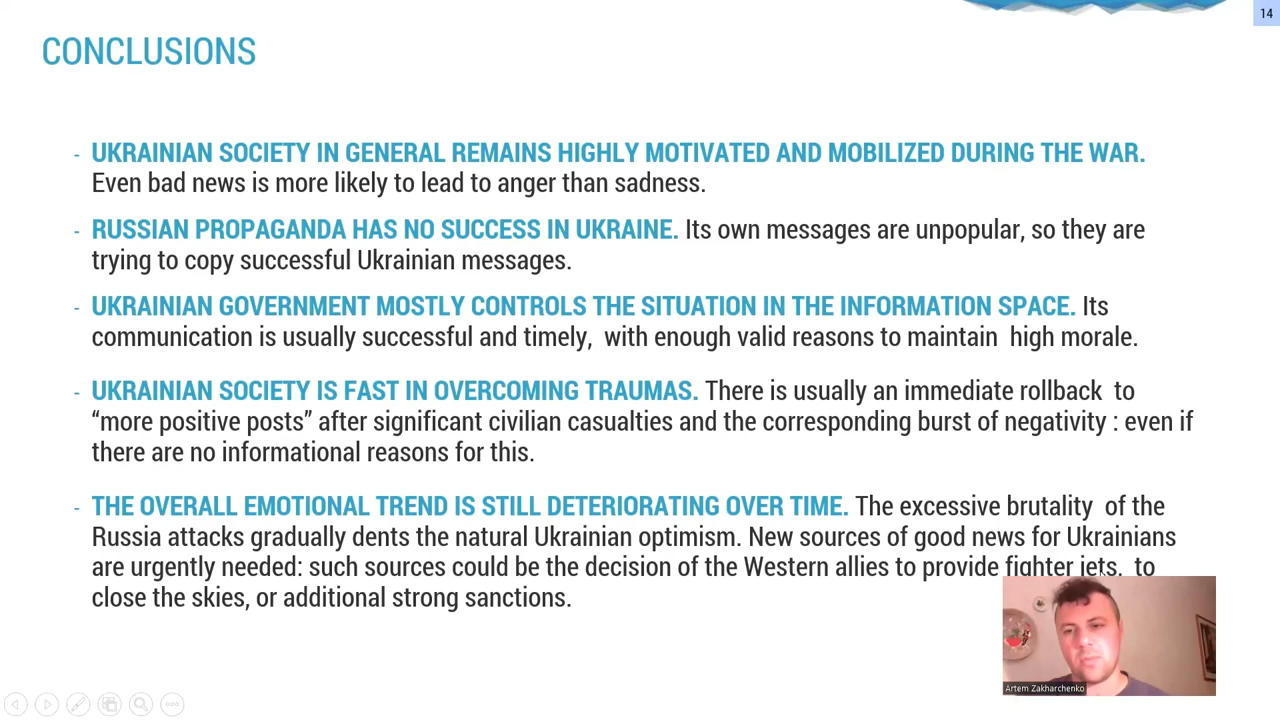 14
CONCLUSIONS
- UKRAINIAN SOCIETY IN GENERAL REMAINS HIGHLY MOTIVATED AND MOBILIZED DURING THE WAR.
Even bad news is more likely to lead to anger than sadness.
- RUSSIAN PROPAGANDA HAS NO SUCCESS IN UKRAINE. Its own messages are unpopular, so they are
trying to copy successful Ukrainian messages.
- UKRAINIAN GOVERNMENT MOSTLY CONTROLS THE SITUATION IN THE INFORMATION SPACE. Its
communication is usually successful and timely, with enough valid reasons to maintain high morale.
- UKRAINIAN SOCIETY IS FAST IN OVERCOMING TRAUMAS. There is usually an immediate rollback to
“more positive posts” after significant civilian casualties and the corresponding burst of negativity : even if
there are no informational reasons for this.
- THE OVERALL EMOTIONAL TREND IS STILL DETERIORATING OVER TIME. The excessive brutality of the
Russia attacks gradually dents the natural Ukrainian optimism. New sources of good news for Ukrainians
are urgently needed: such sources could be the decision of the Western allies to provide fighter jets, to
close the skies, or additional strong sanctions.
Artem Zakharchenko